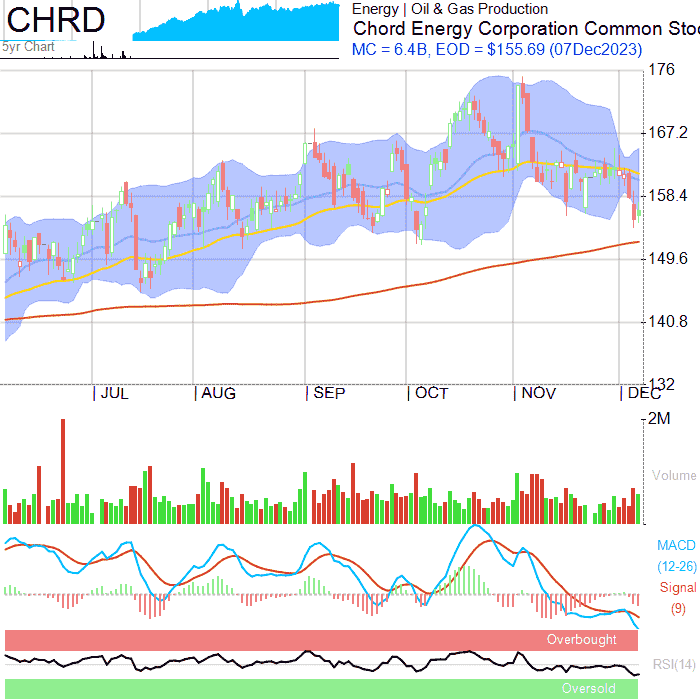 CHRD
5yr Chart
Energy | Oil & Gas Production
Chord Energy Corporation Common Stoc
MC = 6.4B, EOD = $155.69 (07Dec2023)
176
167.2
158.4
149.6
140.8
132
JUL AUG SEP OCT NOV DEC
2M
Volume
MACD
(12-26)
Signal
(9)
Overbought
RSI(14)
Oversold